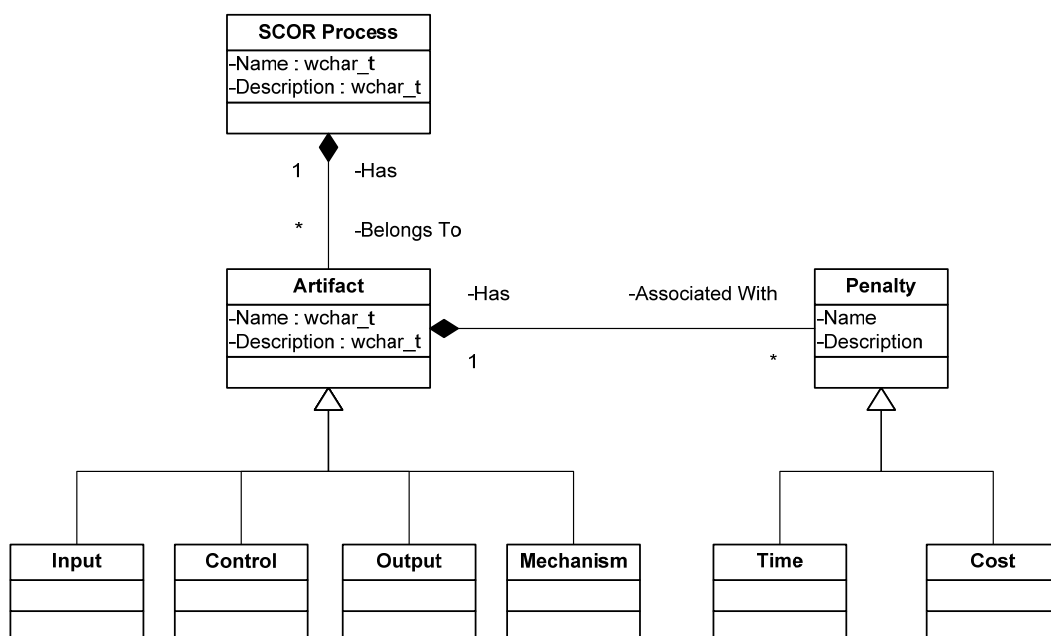 SCOR Process
-Name : wchar_t
-Description : wchar_t
1
-Has
*
-Belongs To
Artifact
-Name : wchar_t
-Description : wchar_t
-Has
-Associated With
1
*
Penalty
-Name
-Description
Input
Control
Output
Mechanism
Time
Cost